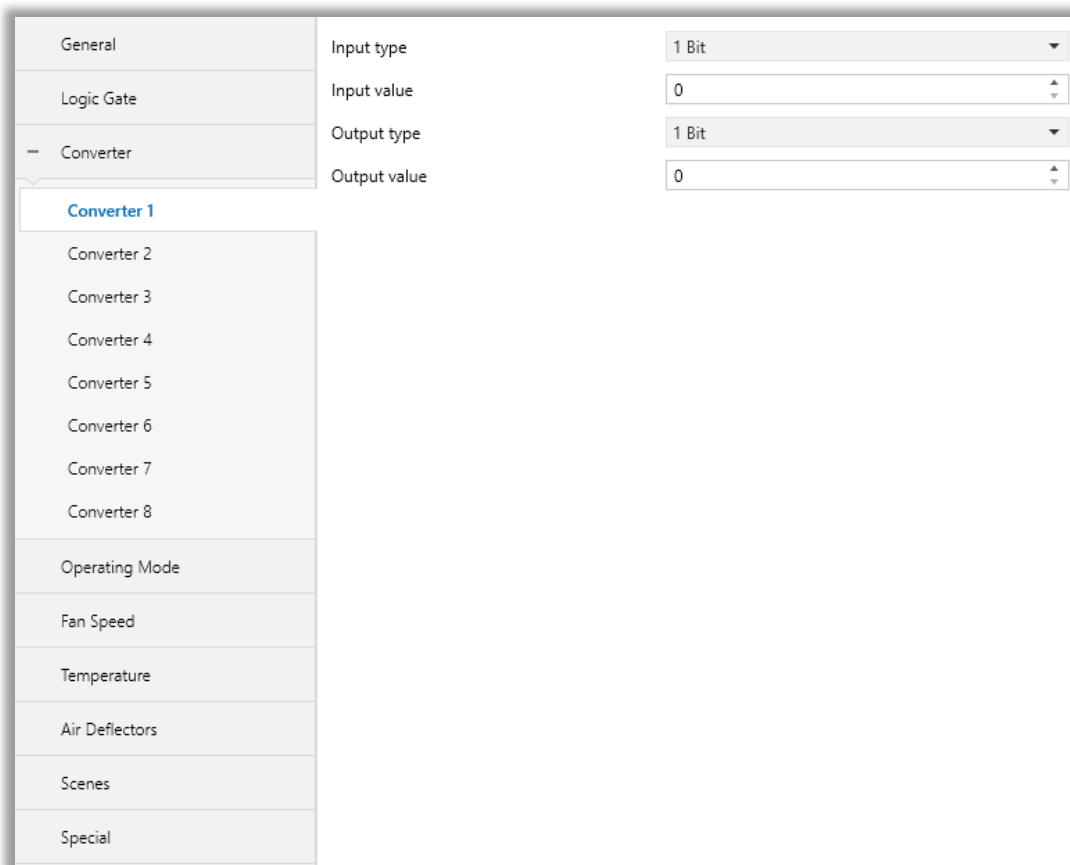 General
Logic Gate
Converter
Converter 1
Converter 2
Converter 3
Converter 4
Converter 5
Converter 6
Converter 7
Converter 8
Operating Mode
Fan Speed
Temperature
Air Deflectors
Scenes
Special
Input type 1 Bit
Input value 0
Output type 1 Bit
Output value 0